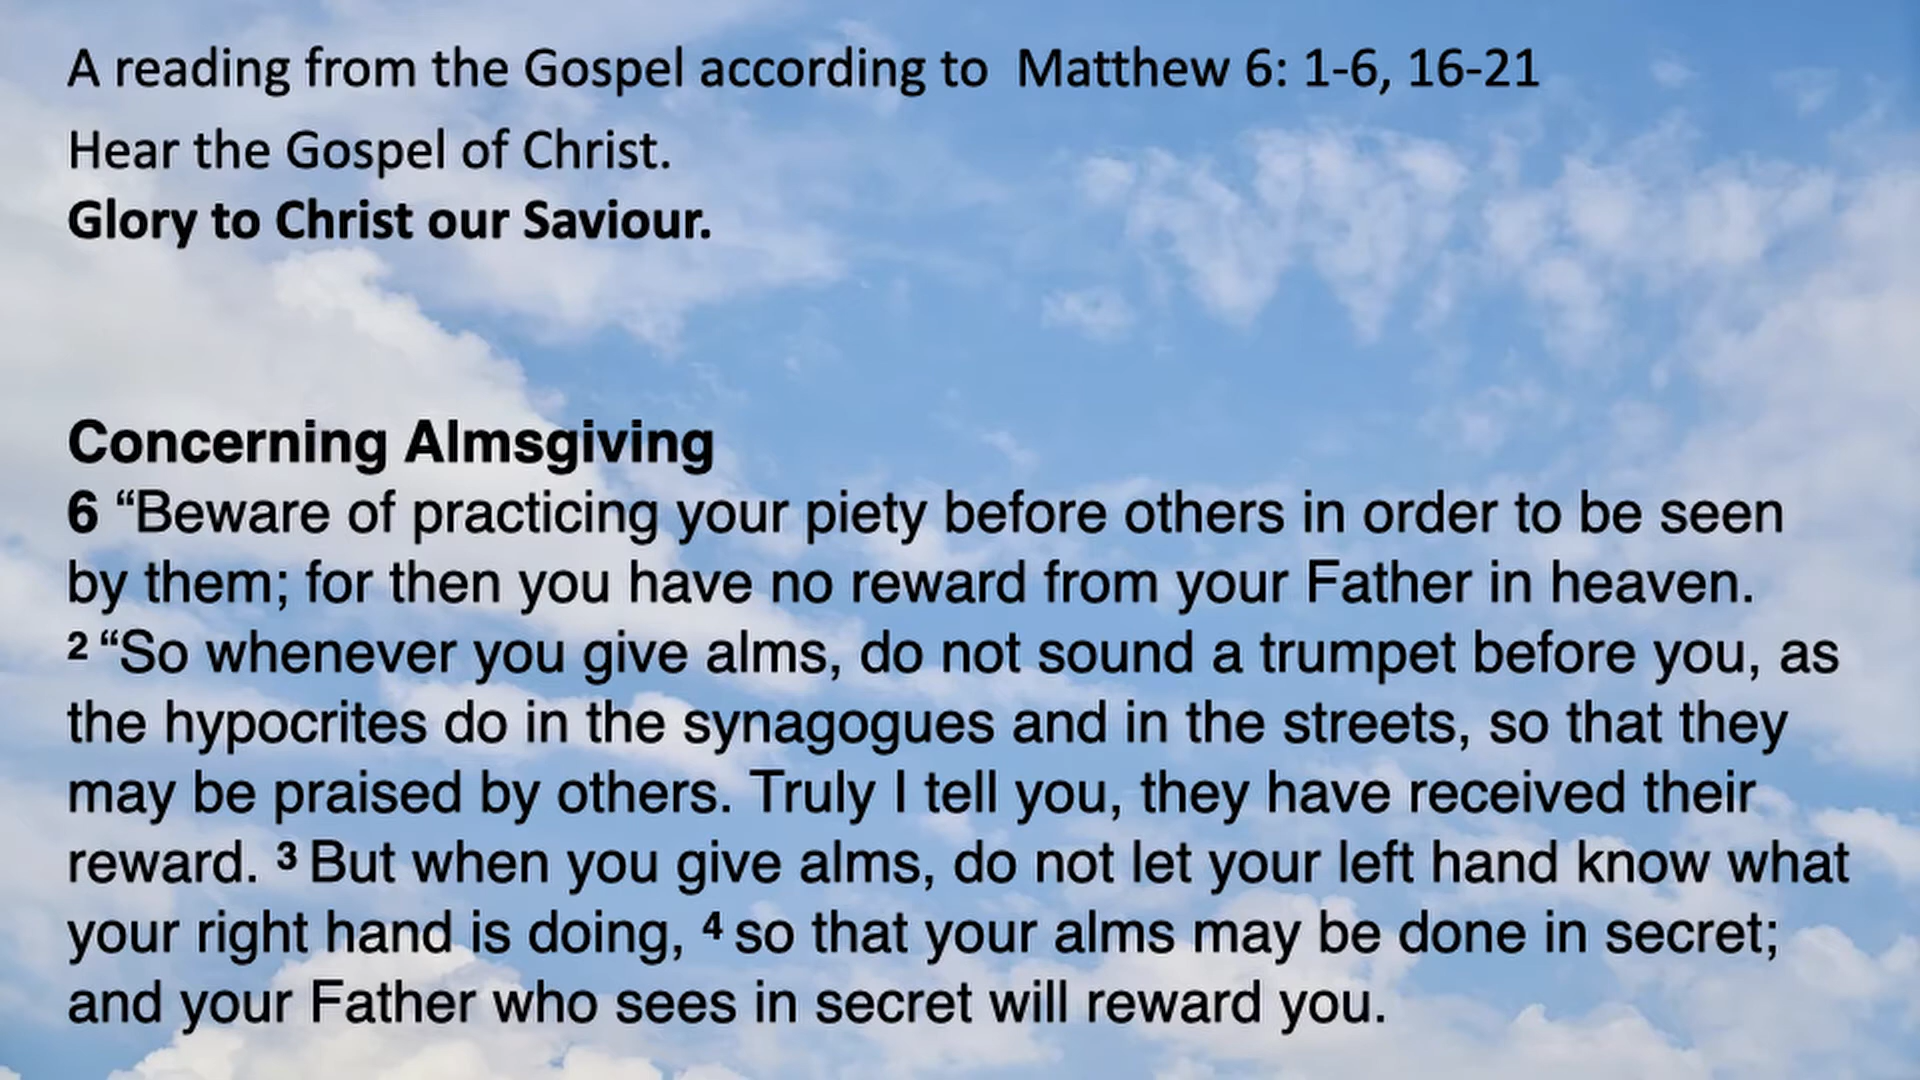 A reading from the Gospel according to  Matthew 6: 1-6, 16-21
Hear the Gospel of Christ.
Glory to Christ our Saviour.
Concerning Almsgiving
6 “Beware of practicing your piety before others in order to be seen
by them; for then you have no reward from your Father in heaven.
2 “So whenever you give alms, do not sound a trumpet before you, as
the hypocrites do in the synagogues and in the streets, so that they
may be praised by others. Truly I tell you, they have received their
reward. 3 But when you give alms, do not let your left hand know what
your right hand is doing, 4 so that your alms may be done in secret;
and your Father who sees in secret will reward you.